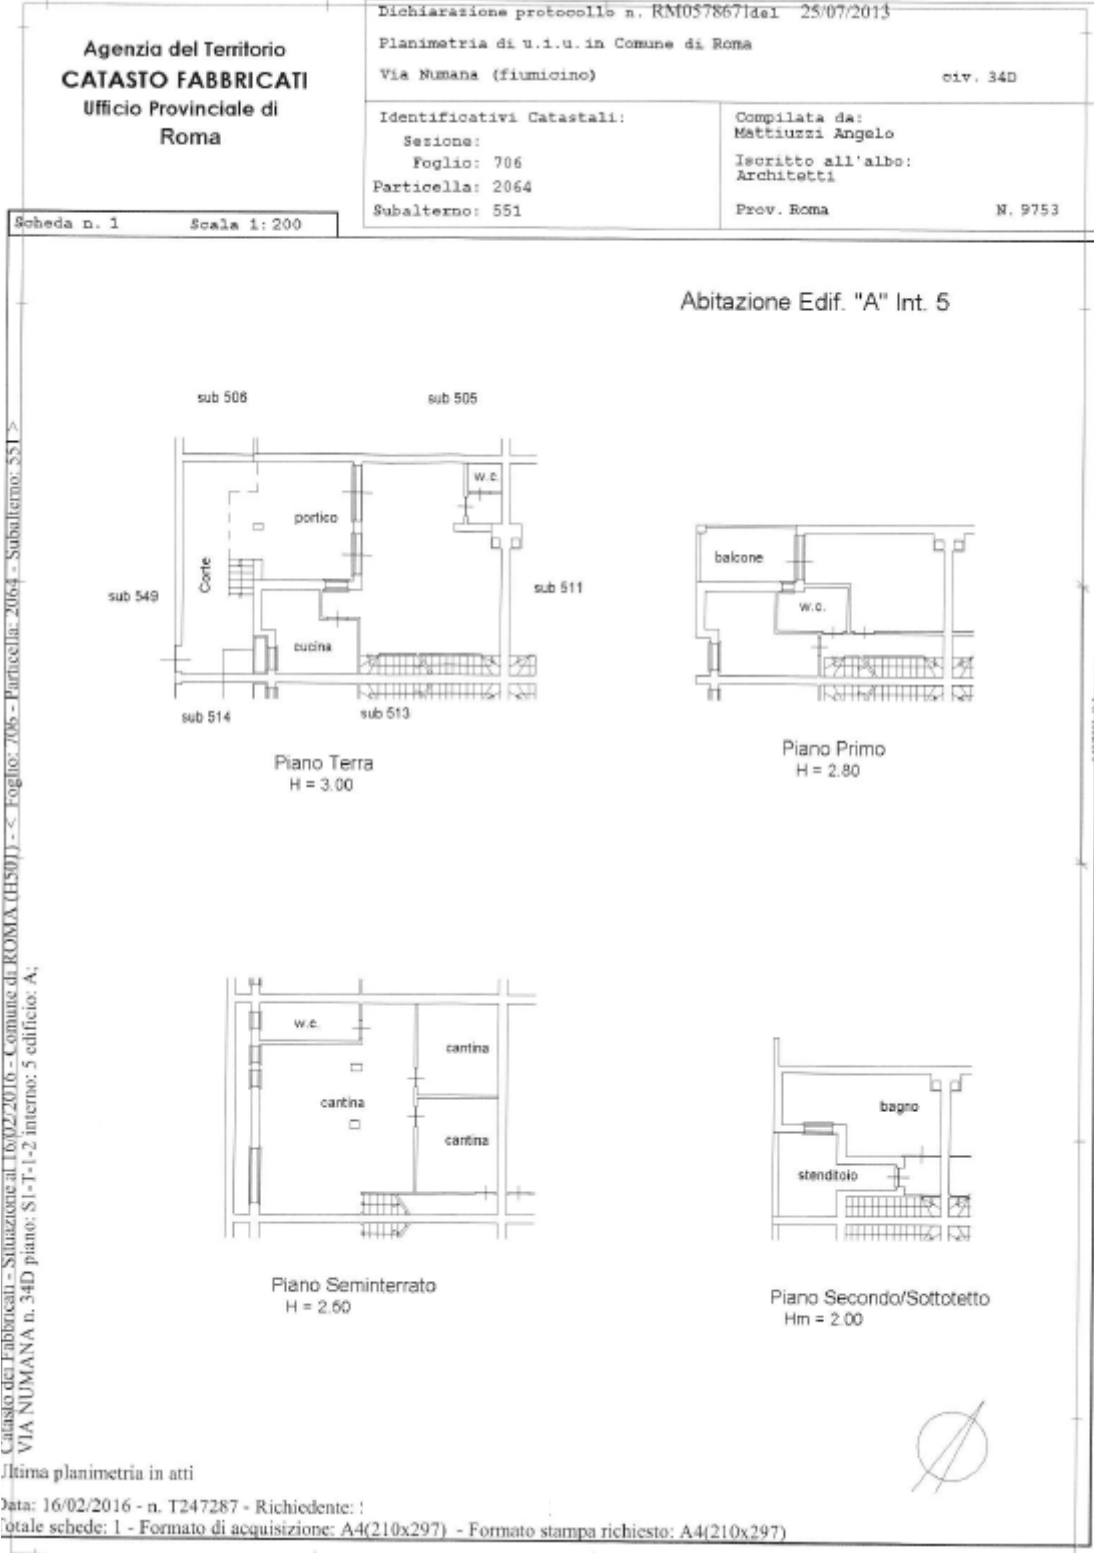 Agenzia del Territorio
CATASTO FABBRICATI
Ufficio Provinciale di
Roma
Dichiarazione protocollo n. RM0578671del 25/07/2013
Planimetria di u.i.u. in Comune di Roma
Via Numana (fiumicino) civ. 34D
Identificativi Catastali:
Sezione:
Foglio: 706
Particella: 2064
Subalterno: 551
Compilata da:
Mattiuzzi Angelo
Iscritto all'albo:
Architetti
Prov. Roma N. 9753
Scheda n. 1 Scala 1:200
Abitazione Edif. "A" Int. 5
sub 506 sub 505
w.c.
portico
Corte
sub 549
sub 511
cucina
sub 514 sub 513
Piano Terra
H = 3.00
balcone
w.c.
Piano Primo
H = 2.80
w.c.
cantina
cantina
cantina
Piano Seminterrato
H = 2.60
bagno
stenditoio
Piano Secondo/Sottotetto
Hm = 2.00
Catasto dei Fabbricati - Situazione al 16/02/2016 - Comune di ROMA (H501) - < Foglio: 706 - Particella: 2064 - Subalterno: 551 >
VIA NUMANA n. 34D piano: S1-T-1-2 interno: 5 edificio: A;
Ultima planimetria in atti
Data: 16/02/2016 - n. T247287 - Richiedente:
Totale schede: 1 - Formato di acquisizione: A4(210x297) - Formato stampa richiesto: A4(210x297)